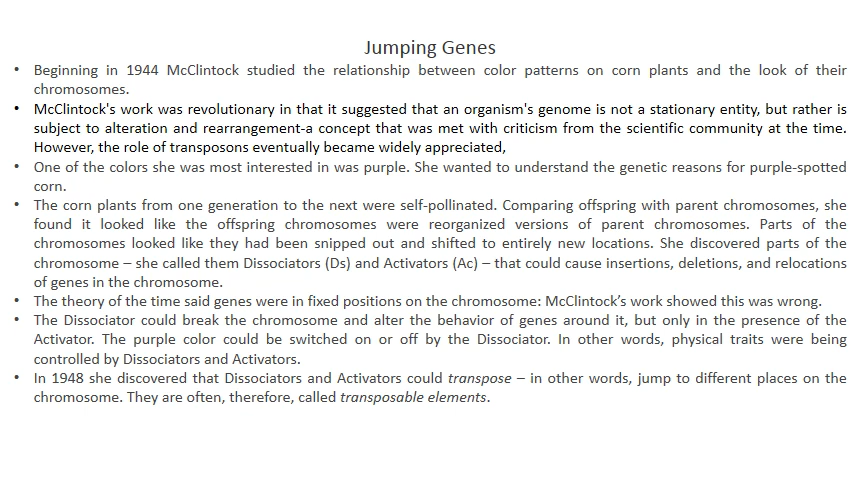 Jumping Genes
• Beginning in 1944 McClintock studied the relationship between color patterns on corn plants and the look of their
chromosomes.
• McClintock's work was revolutionary in that it suggested that an organism's genome is not a stationary entity, but rather is
subject to alteration and rearrangement-a concept that was met with criticism from the scientific community at the time.
However, the role of transposons eventually became widely appreciated,
• One of the colors she was most interested in was purple. She wanted to understand the genetic reasons for purple-spotted
corn.
• The corn plants from one generation to the next were self-pollinated. Comparing offspring with parent chromosomes, she
found it looked like the offspring chromosomes were reorganized versions of parent chromosomes. Parts of the
chromosomes looked like they had been snipped out and shifted to entirely new locations. She discovered parts of the
chromosome – she called them Dissociators (Ds) and Activators (Ac) – that could cause insertions, deletions, and relocations
of genes in the chromosome.
• The theory of the time said genes were in fixed positions on the chromosome: McClintock’s work showed this was wrong.
• The Dissociator could break the chromosome and alter the behavior of genes around it, but only in the presence of the
Activator. The purple color could be switched on or off by the Dissociator. In other words, physical traits were being
controlled by Dissociators and Activators.
• In 1948 she discovered that Dissociators and Activators could transpose – in other words, jump to different places on the
chromosome. They are often, therefore, called transposable elements.